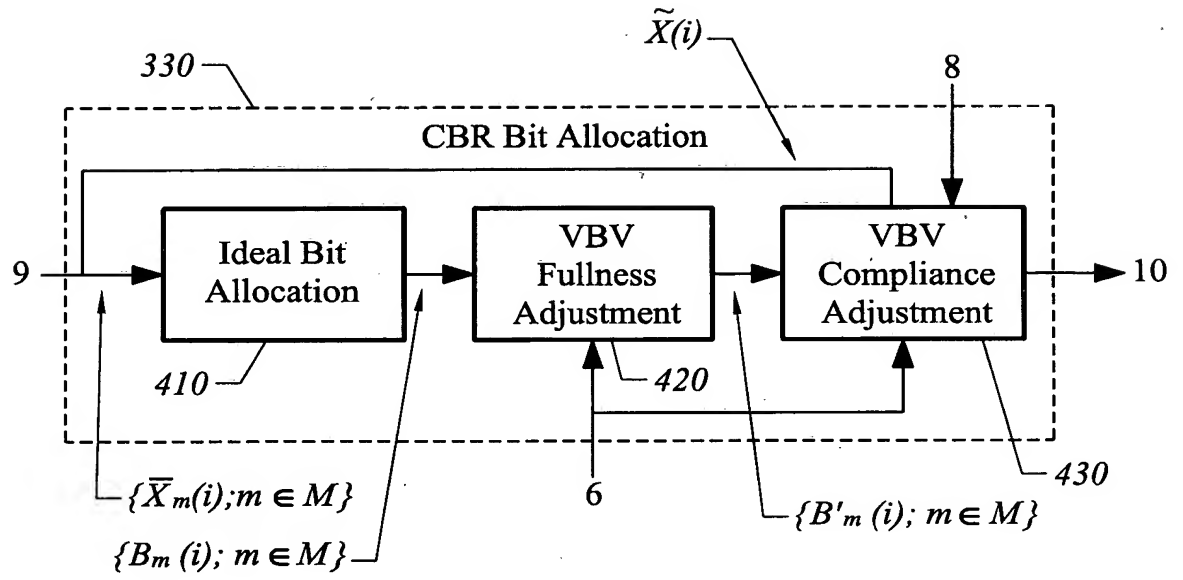 X̃(i)
330
8
CBR Bit Allocation
Ideal Bit
Allocation
VBV
Fullness
Adjustment
VBV
Compliance
Adjustment
9
10
410
420
430
6
{X̅m(i);m ∈ M}
{B'm (i); m ∈ M}
{Bm (i); m ∈ M}